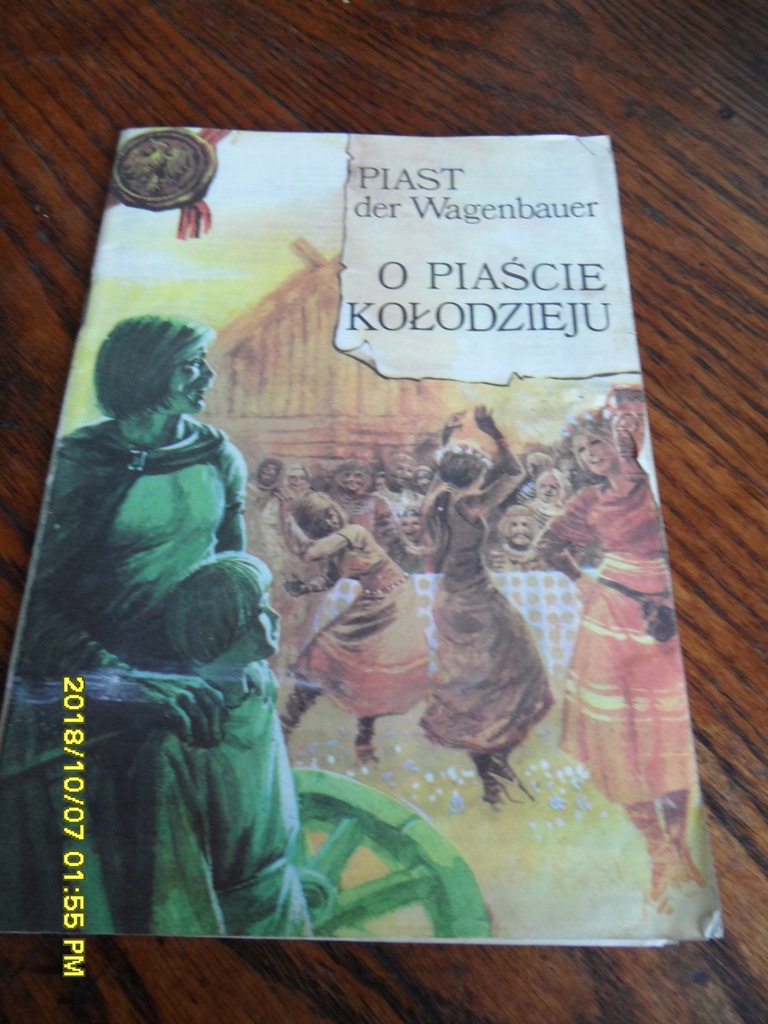 PIAST
der Wagenbauer
O PIAŚCIE
KOŁODZIEJU
2018/10/07 01:55 PM